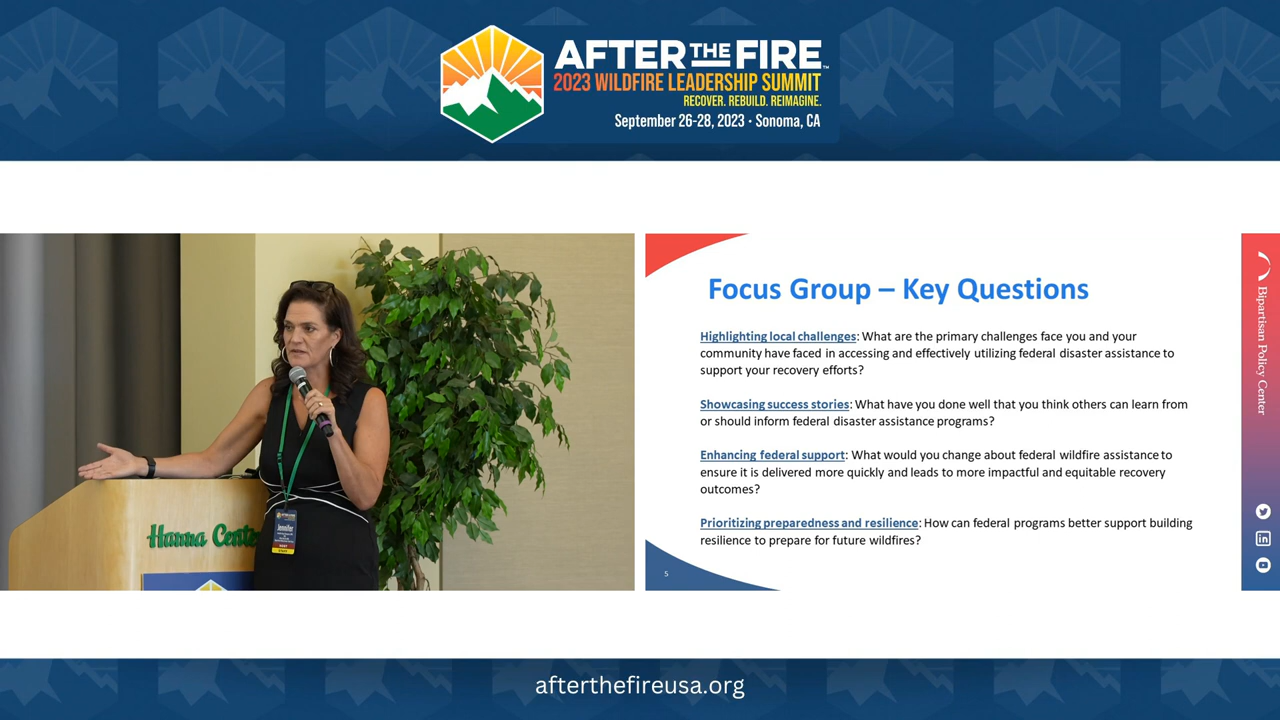 AFTER THE FIRE™
2023 WILDFIRE LEADERSHIP SUMMIT
RECOVER. REBUILD. REIMAGINE.
September 26-28, 2023 • Sonoma, CA
Hanna Center
Jennifer
Focus Group – Key Questions
Highlighting local challenges: What are the primary challenges face you and your
community have faced in accessing and effectively utilizing federal disaster assistance to
support your recovery efforts?
Showcasing success stories: What have you done well that you think others can learn from
or should inform federal disaster assistance programs?
Enhancing federal support: What would you change about federal wildfire assistance to
ensure it is delivered more quickly and leads to more impactful and equitable recovery
outcomes?
Prioritizing preparedness and resilience: How can federal programs better support building
resilience to prepare for future wildfires?
5
Bipartisan Policy Center
afterthefireusa.org